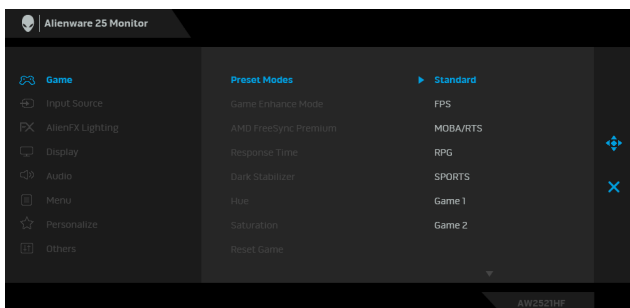 Alienware 25 Monitor
Game
Preset Modes
Standard
Input Source
Game Enhance Mode
FPS
FX
AlienFX Lighting
AMD FreeSync Premium
MOBA/RTS
Display
Response Time
RPG
Audio
Dark Stabilizer
SPORTS
Menu
Hue
Game 1
Personalize
Saturation
Game 2
Others
Reset Game
AW2521HF